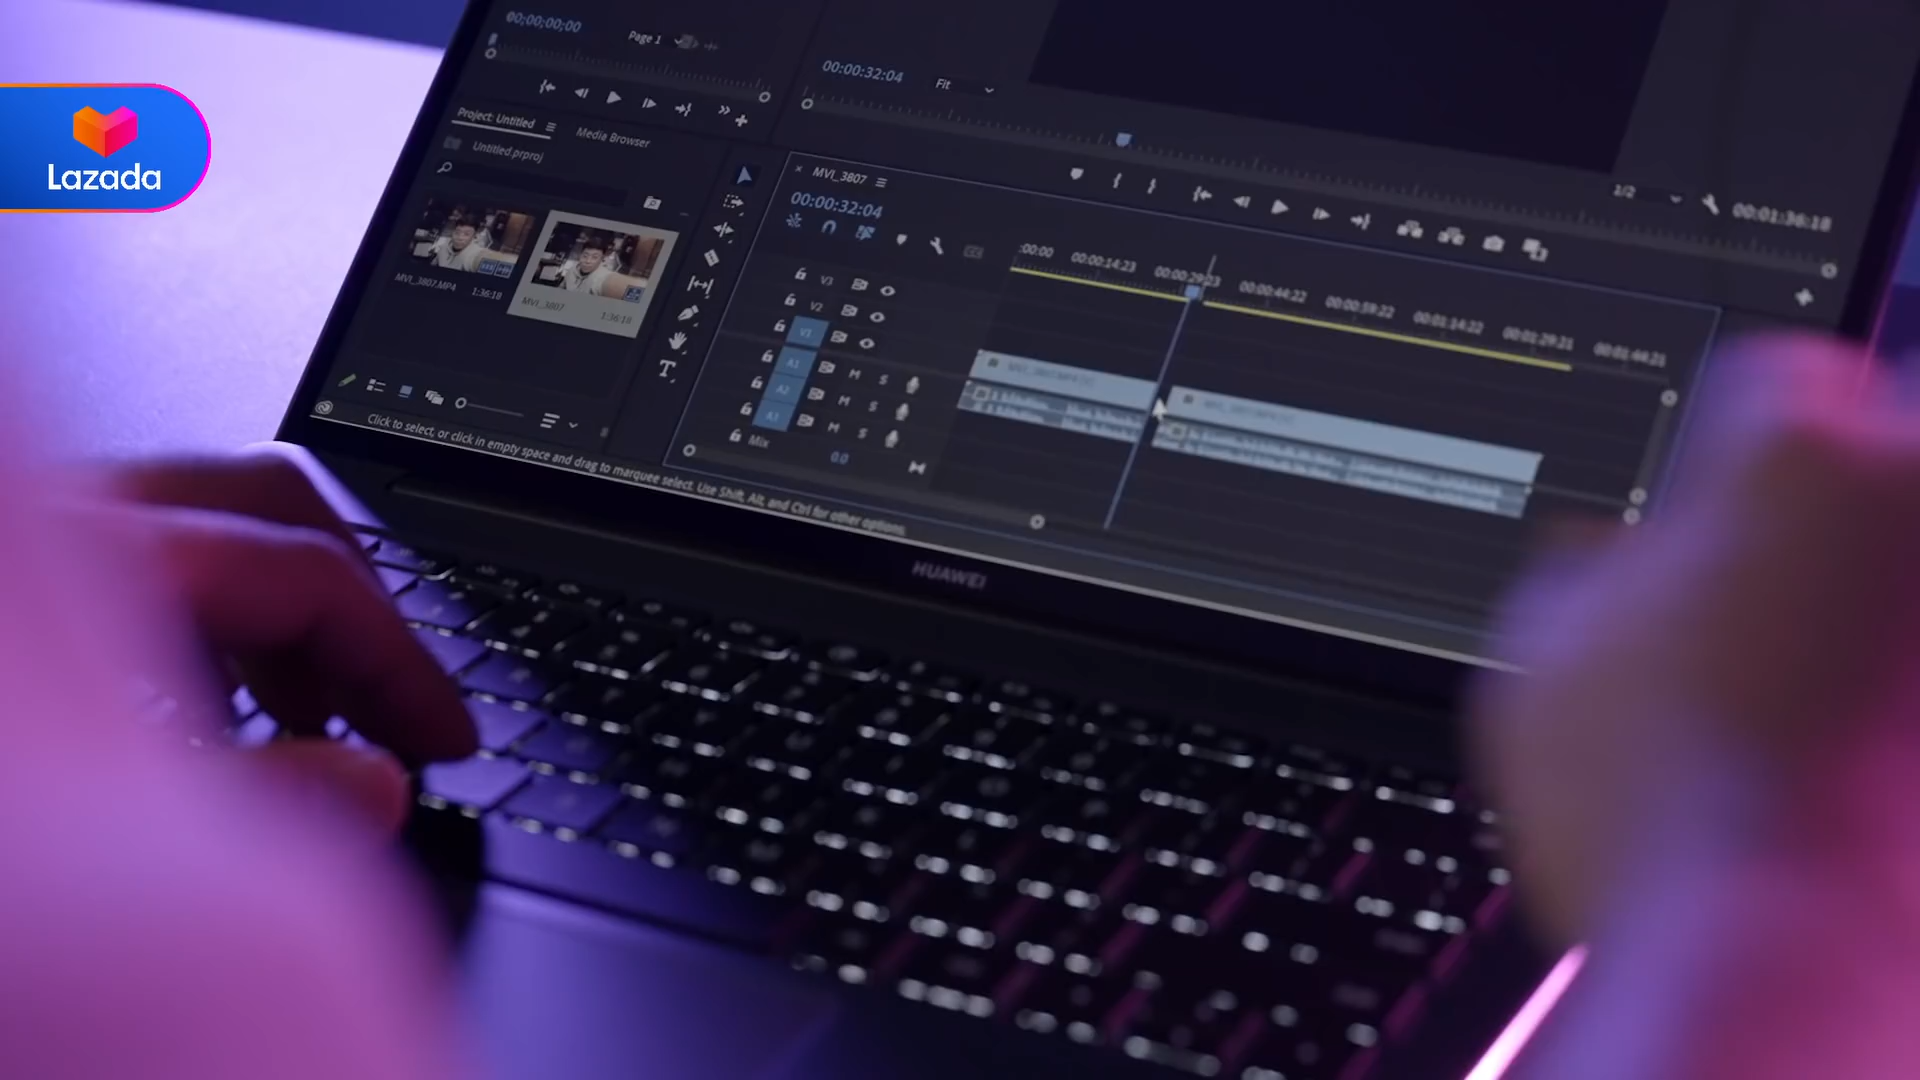 Lazada
00;00;00;00
Page 1
00:00:32:04
Fit
1/2
00:01:36:18
Project: Untitled
Media Browser
Untitled.prproj
MVI_3807.MP4
1:36:18
MVI_3807
1:36:18
MVI_3807
00:00:32:04
:00:00
00:00:14:23
00:00:29:23
00:00:44:22
00:00:59:22
00:01:14:22
00:01:29:21
00:01:44:21
V3
V2
V1
A1
M
S
A2
M
S
M
S
Mix
0.0
Click to select, or click in empty space and drag to marquee select. Use Shift, Alt, and Ctrl for other options.
HUAWEI